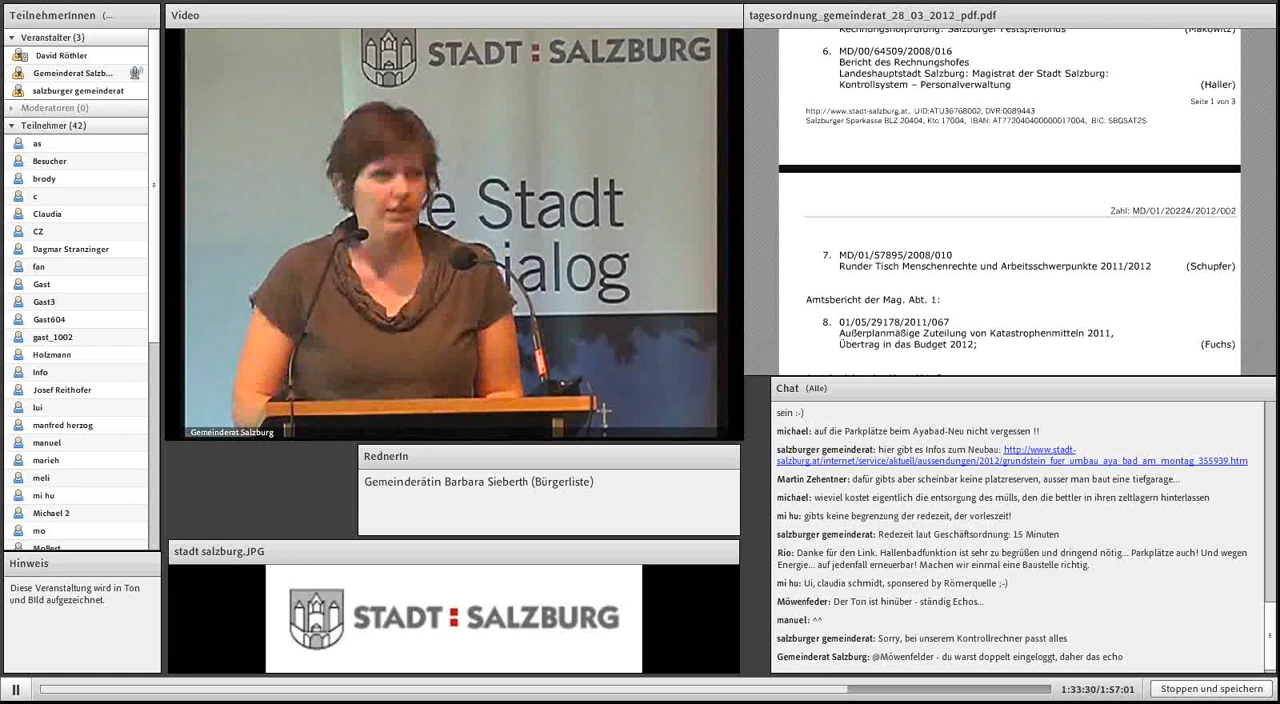 TeilnehmerInnen (...
Veranstalter (3)
David Röthler
Gemeinderat Salzb...
salzburger gemeinderat
Moderatoren (0)
Teilnehmer (42)
as
Besucher
brody
c
Claudia
CZ
Dagmar Stranzinger
fan
Gast
Gast3
Gast604
gast_1002
Holzmann
Info
Josef Reithofer
lui
manfred herzog
manuel
marieh
meli
mi hu
Michael 2
mo
MoBert
Hinweis
Diese Veranstaltung wird in Ton
und BIld aufgezeichnet.
Video
STADT : SALZBURG
e Stadt
ialog
Gemeinderat Salzburg
RednerIn
Gemeinderätin Barbara Sieberth (Bürgerliste)
stadt salzburg.JPG
STADT : SALZBURG
tagesordnung_gemeinderat_28_03_2012_pdf.pdf
Rechnungshofprüfung: Salzburger Festspielfonds (Makowitz)
6. MD/00/64509/2008/016
Bericht des Rechnungshofes
Landeshauptstadt Salzburg: Magistrat der Stadt Salzburg:
Kontrollsystem – Personalverwaltung (Haller)
Seite 1 von 3
http://www.stadt-salzburg.at, UID:ATU36768002, DVR:0089443
Salzburger Sparkasse BLZ 20404, Kto 17004, IBAN: AT772040400000017004, BIC: SBGSAT2S
Zahl: MD/01/20224/2012/002
7. MD/01/57895/2008/010
Runder Tisch Menschenrechte und Arbeitsschwerpunkte 2011/2012 (Schupfer)
Amtsbericht der Mag. Abt. 1:
8. 01/05/29178/2011/067
Außerplanmäßige Zuteilung von Katastrophenmitteln 2011,
Übertrag in das Budget 2012; (Fuchs)
Chat (Alle)
sein :-)
michael: auf die Parkplätze beim Ayabad-Neu nicht vergessen !!
salzburger gemeinderat: hier gibt es Infos zum Neubau: http://www.stadt-
salzburg.at/internet/service/aktuell/aussendungen/2012/grundstein_fuer_umbau_aya_bad_am_montag_355939.htm
Martin Zehentner: dafür gibts aber scheinbar keine platzreserven, ausser man baut eine tiefgarage...
michael: wieviel kostet eigentlich die entsorgung des mülls, den die bettler in ihren zeltlagern hinterlassen
mi hu: gibts keine begrenzung der redezeit, der vorleszeit!
salzburger gemeinderat: Redezeit laut Geschäftsordnung: 15 Minuten
Rio: Danke für den Link. Hallenbadfunktion ist sehr zu begrüßen und dringend nötig... Parkplätze auch! Und wegen
Energie... auf jedenfall erneuerbar! Machen wir einmal eine Baustelle richtig.
mi hu: Ui, claudia schmidt, sponsered by Römerquelle ;-)
Möwenfeder: Der Ton ist hinüber - ständig Echos...
manuel: ^^
salzburger gemeinderat: Sorry, bei unserem Kontrollrechner passt alles
Gemeinderat Salzburg: @Möwenfelder - du warst doppelt eingeloggt, daher das echo
1:33:30/1:57:01
Stoppen und speichern